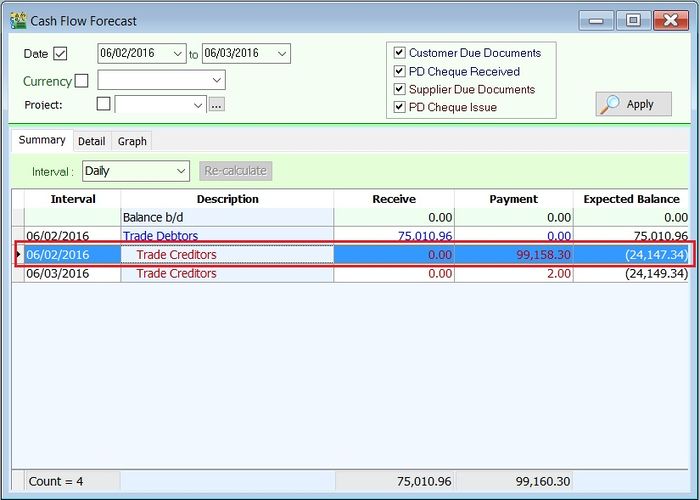 Cash Flow Forecast
Date 06/02/2016 to 06/03/2016
Currency
Project: ...
Customer Due Documents
PD Cheque Received
Supplier Due Documents
PD Cheque Issue
Apply
Summary Detail Graph
Interval : Daily Re-calculate
Interval Description Receive Payment Expected Balance
Balance b/d 0.00 0.00 0.00
06/02/2016 Trade Debtors 75,010.96 0.00 75,010.96
06/02/2016 Trade Creditors 0.00 99,158.30 (24,147.34)
06/03/2016 Trade Creditors 0.00 2.00 (24,149.34)
Count = 4 75,010.96 99,160.30